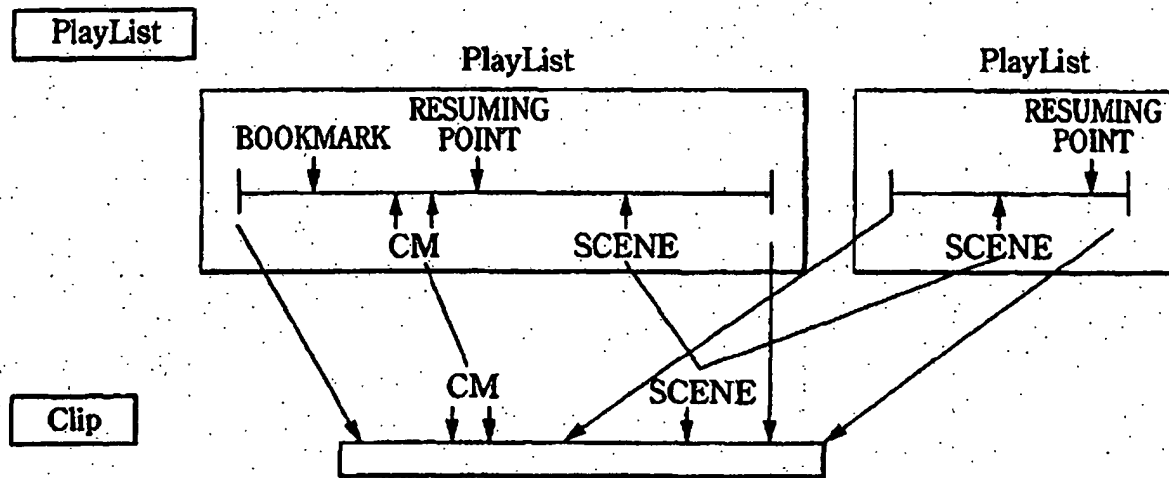 PlayList
PlayList
PlayList
RESUMING
POINT
BOOKMARK
CM
SCENE
RESUMING
POINT
SCENE
CM
SCENE
Clip